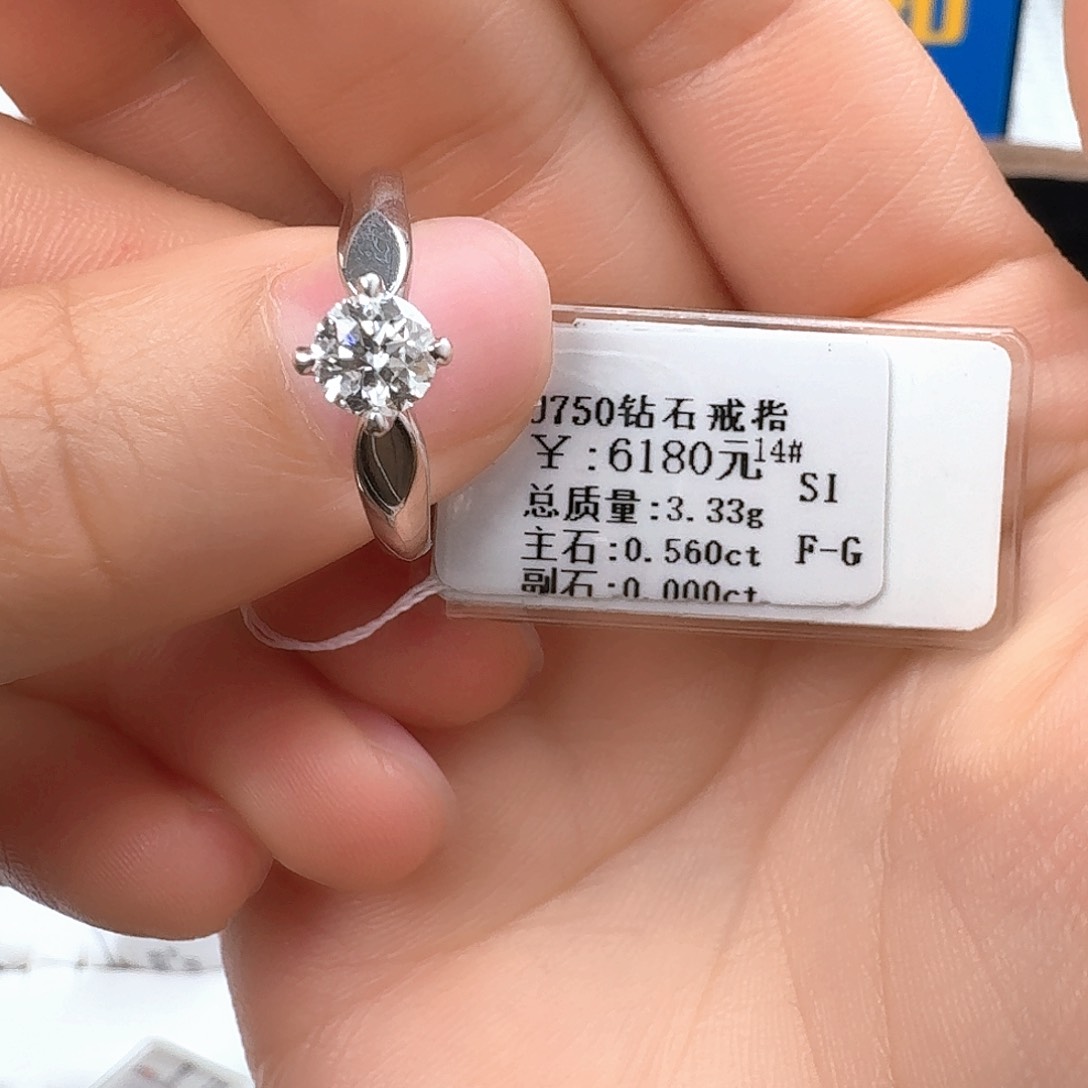 U750钻石戒指
￥:6180元14#
SI
总质量:3.33g
主石:0.560ct F-G
副石:0.000ct